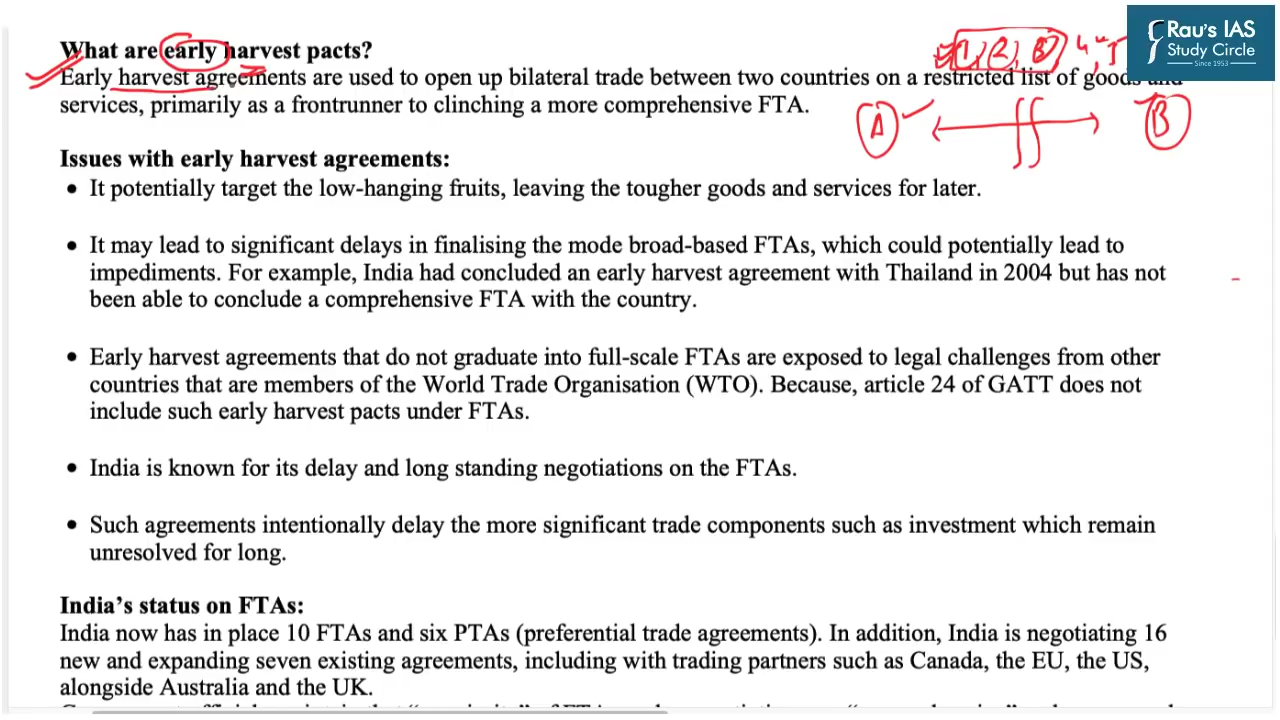 Rau's IAS
Study Circle
Since 1953
What are early harvest pacts?
Early harvest agreements are used to open up bilateral trade between two countries on a restricted list of goods and
services, primarily as a frontrunner to clinching a more comprehensive FTA.
A
B
Issues with early harvest agreements:
• It potentially target the low-hanging fruits, leaving the tougher goods and services for later.
• It may lead to significant delays in finalising the mode broad-based FTAs, which could potentially lead to
impediments. For example, India had concluded an early harvest agreement with Thailand in 2004 but has not
been able to conclude a comprehensive FTA with the country.
• Early harvest agreements that do not graduate into full-scale FTAs are exposed to legal challenges from other
countries that are members of the World Trade Organisation (WTO). Because, article 24 of GATT does not
include such early harvest pacts under FTAs.
• India is known for its delay and long standing negotiations on the FTAs.
• Such agreements intentionally delay the more significant trade components such as investment which remain
unresolved for long.
India's status on FTAs:
India now has in place 10 FTAs and six PTAs (preferential trade agreements). In addition, India is negotiating 16
new and expanding seven existing agreements, including with trading partners such as Canada, the EU, the US,
alongside Australia and the UK.